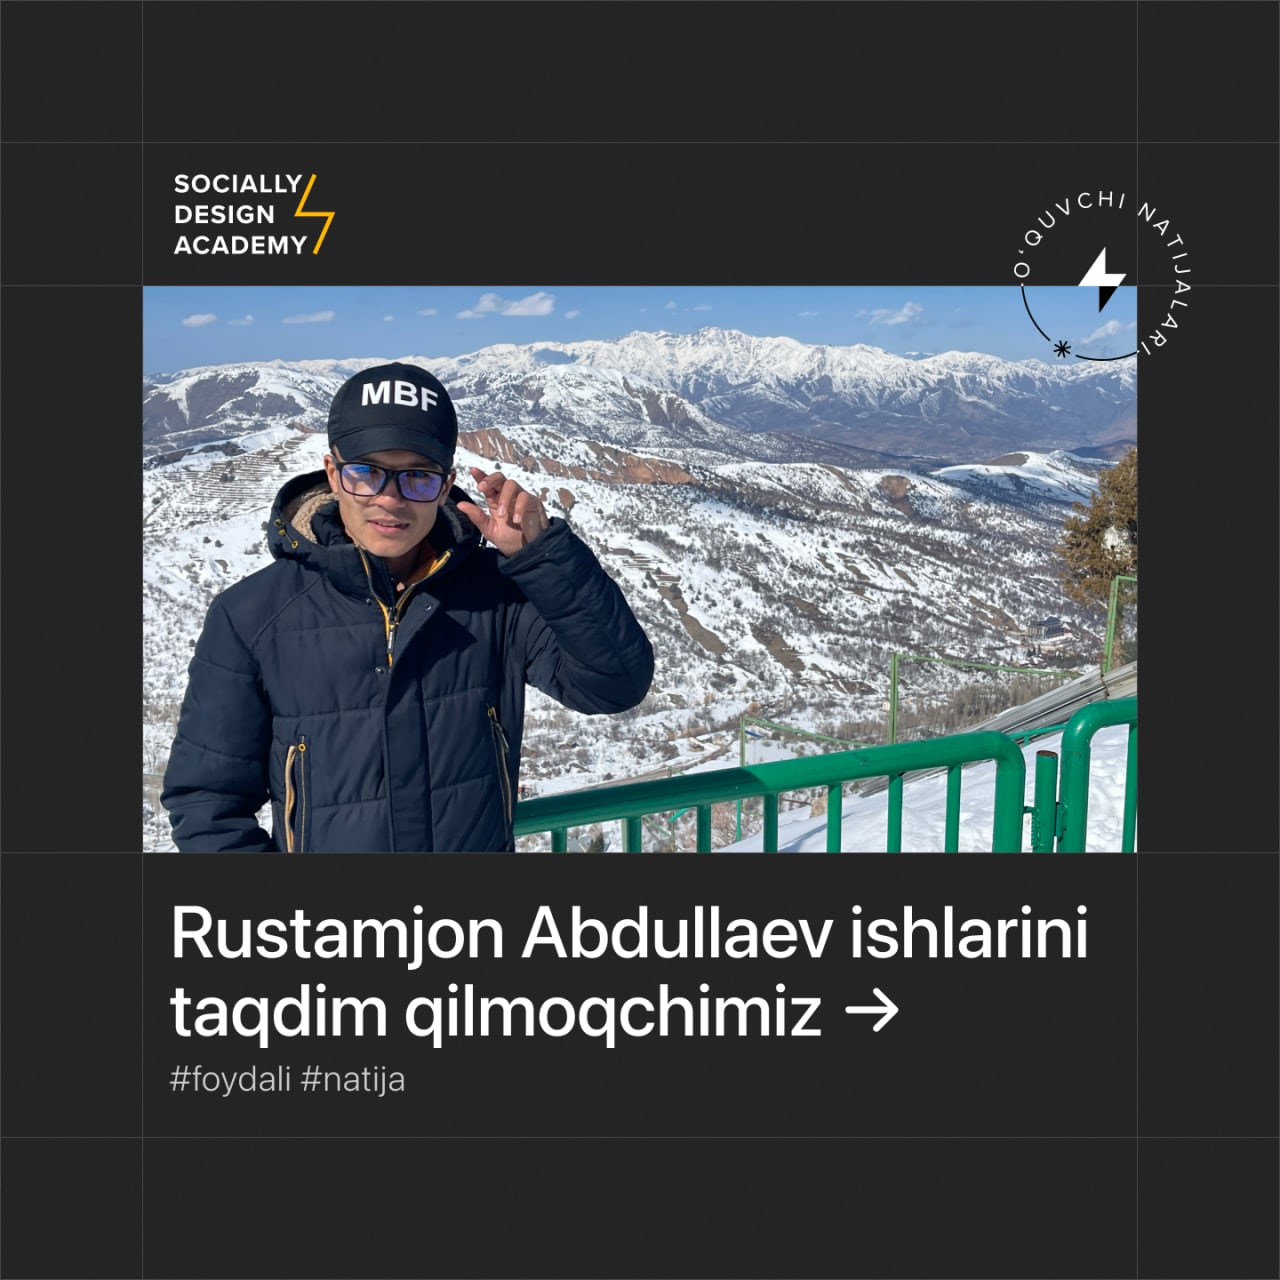 SOCIALLY
DESIGN
ACADEMY
O‘QUVCHI NATIJALARI
MBF
Rustamjon Abdullaev ishlarini
taqdim qilmoqchimiz →
#foydali #natija